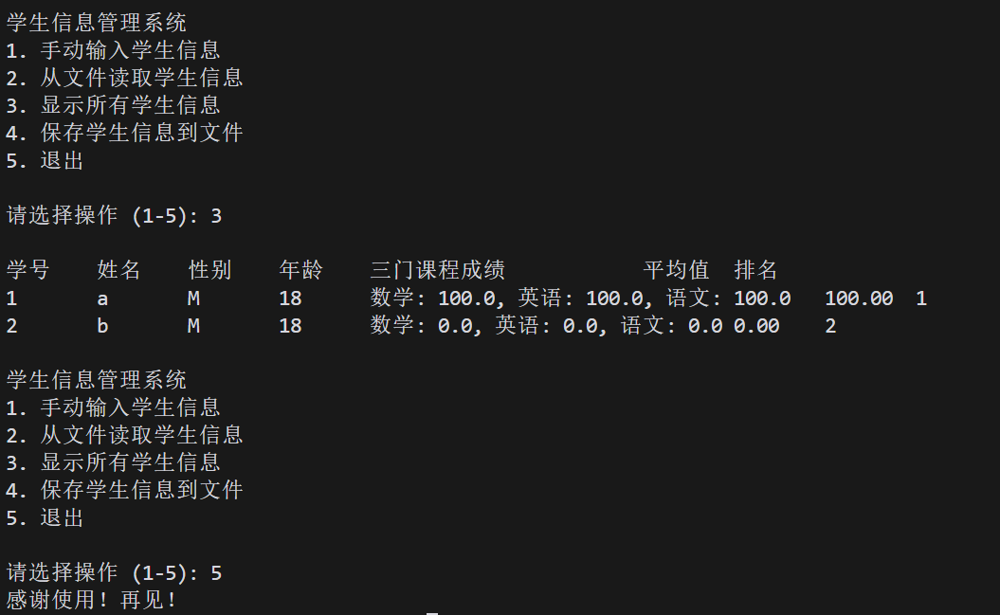 学生信息管理系统
1. 手动输入学生信息
2. 从文件读取学生信息
3. 显示所有学生信息
4. 保存学生信息到文件
5. 退出
请选择操作 (1-5): 3
学号 姓名 性别 年龄 三门课程成绩 平均值 排名
1 a M 18 数学: 100.0, 英语: 100.0, 语文: 100.0 100.00 1
2 b M 18 数学: 0.0, 英语: 0.0, 语文: 0.0 0.00 2
学生信息管理系统
1. 手动输入学生信息
2. 从文件读取学生信息
3. 显示所有学生信息
4. 保存学生信息到文件
5. 退出
请选择操作 (1-5): 5
感谢使用！再见！